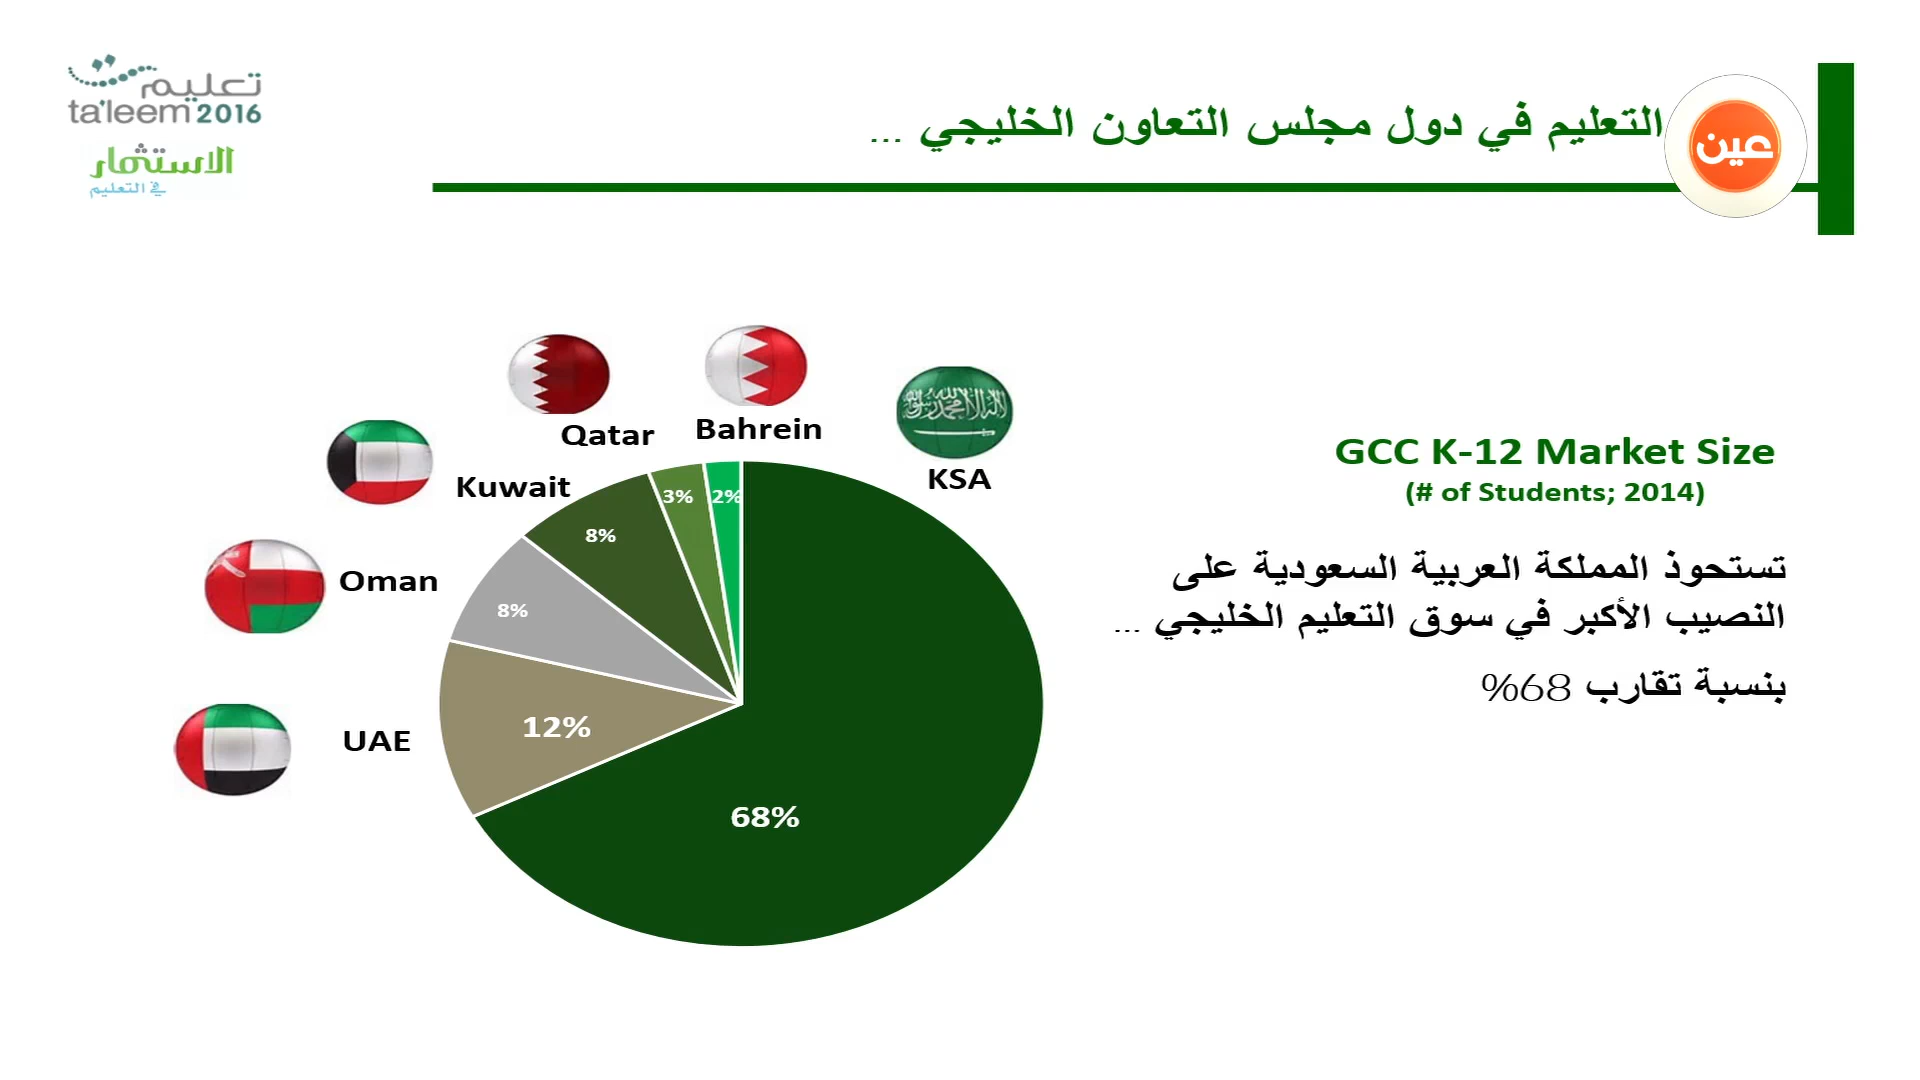 تعليم
ta'leem 2016
الاستثمار
في التعليم
التعليم في دول مجلس التعاون الخليجي ...
عين
Qatar
Bahrein
KSA
Kuwait
Oman
UAE
3%
2%
8%
8%
12%
68%
GCC K-12 Market Size
(# of Students; 2014)
تستحوذ المملكة العربية السعودية على
النصيب الأكبر في سوق التعليم الخليجي ...
بنسبة تقارب 68%